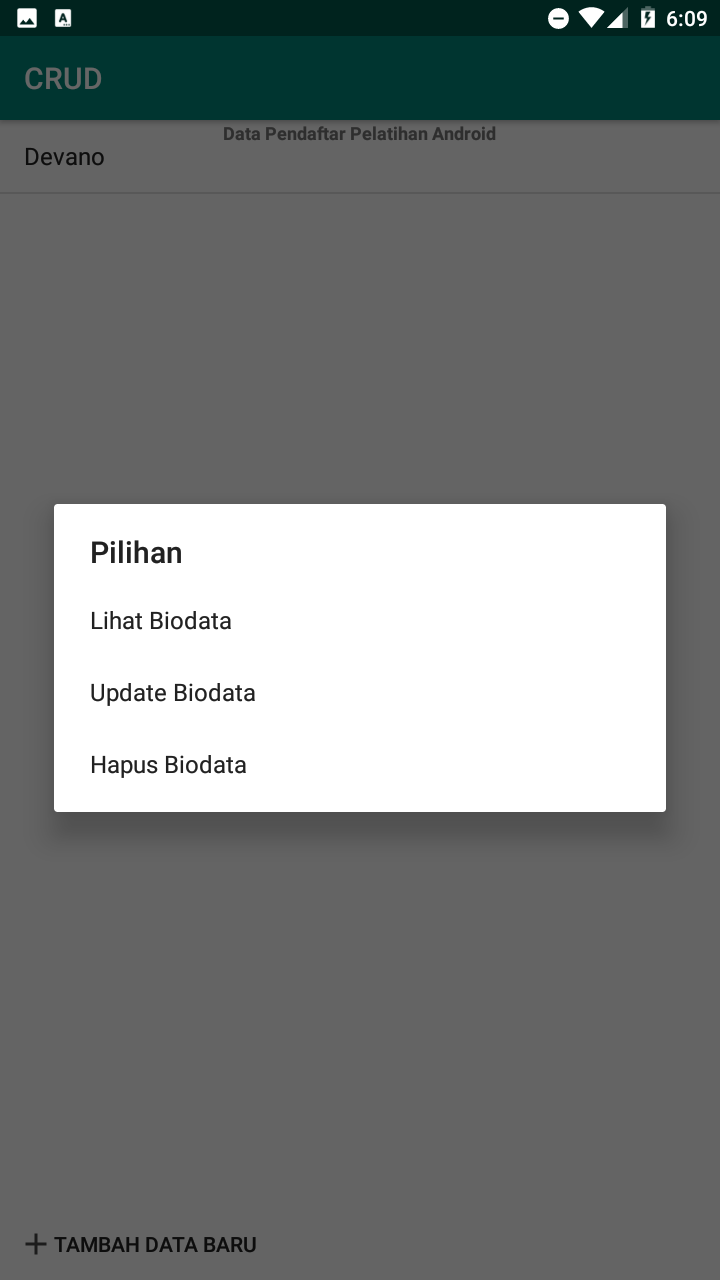 6:09
CRUD
Data Pendaftar Pelatihan Android
Devano
Pilihan
Lihat Biodata
Update Biodata
Hapus Biodata
TAMBAH DATA BARU